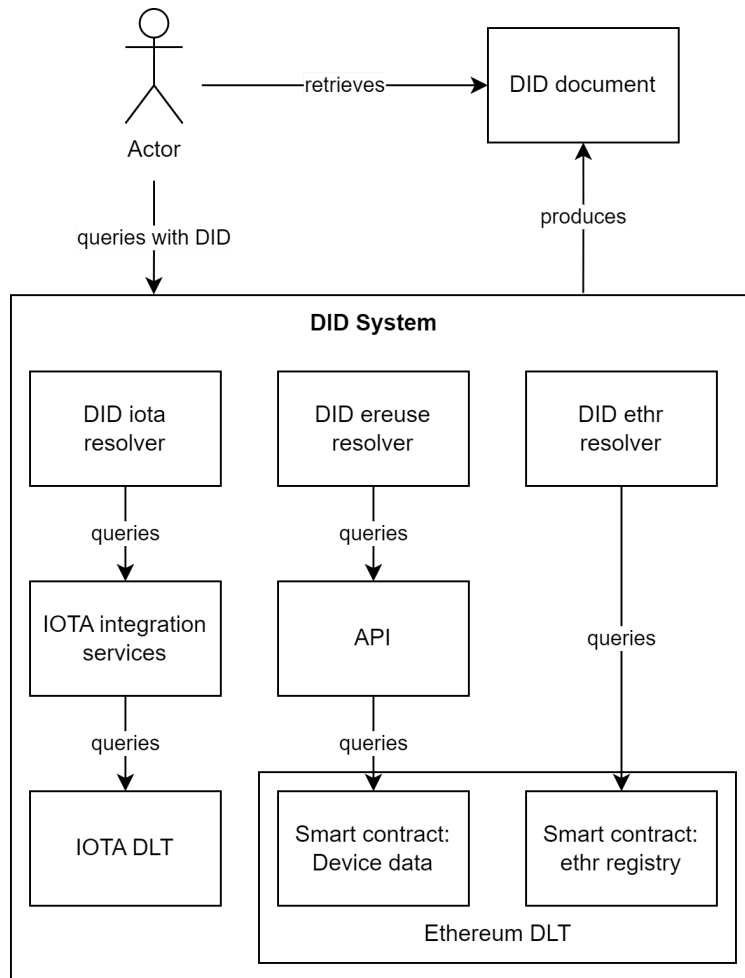 retrieves
DID document
Actor
produces
queries with DID
DID System
DID iota
resolver
DID ereuse
resolver
DID ethr
resolver
queries
queries
IOTA integration
services
API
queries
queries
queries
IOTA DLT
Smart contract:
Device data
Smart contract:
ethr registry
Ethereum DLT